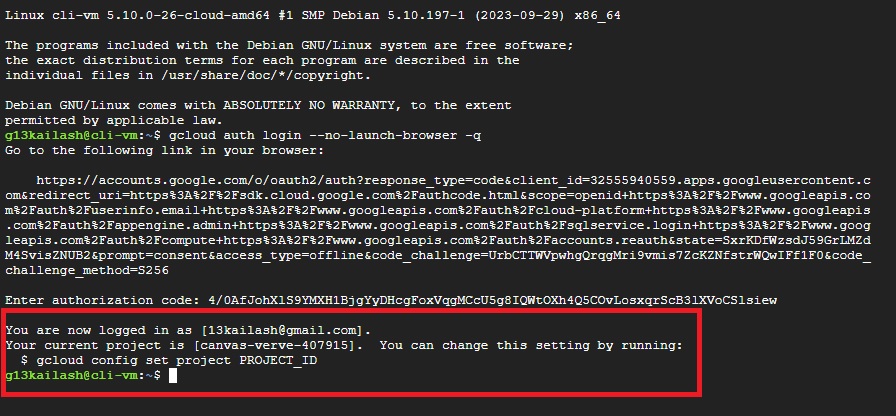 Linux cli-vm 5.10.0-26-cloud-amd64 #1 SMP Debian 5.10.197-1 (2023-09-29) x86_64
The programs included with the Debian GNU/Linux system are free software;
the exact distribution terms for each program are described in the
individual files in /usr/share/doc/*/copyright.
Debian GNU/Linux comes with ABSOLUTELY NO WARRANTY, to the extent
permitted by applicable law.
g13kailash@cli-vm:~$ gcloud auth login --no-launch-browser -q
Go to the following link in your browser:
https://accounts.google.com/o/oauth2/auth?response_type=code&client_id=32555940559.apps.googleusercontent.c
om&redirect_uri=https%3A%2F%2Fsdk.cloud.google.com%2Fauthcode.html&scope=openid+https%3A%2F%2Fwww.googleapis.co
m%2Fauth%2Fuserinfo.email+https%3A%2F%2Fwww.googleapis.com%2Fauth%2Fcloud-platform+https%3A%2F%2Fwww.googleapis
.com%2Fauth%2Fappengine.admin+https%3A%2F%2Fwww.googleapis.com%2Fauth%2Fsqlservice.login+https%3A%2F%2Fwww.goog
leapis.com%2Fauth%2Fcompute+https%3A%2F%2Fwww.googleapis.com%2Fauth%2Faccounts.reauth&state=SxrKDfWzsdJ59GrLMZd
M4SvisZNUB2&prompt=consent&access_type=offline&code_challenge=UrbCTTWVpwhgQrqgMri9vmis7ZcKZNfstrWQwIFf1F0&code_
challenge_method=S256
Enter authorization code: 4/0AfJohXlS9YMXH1BjgYyDHcgFoxVqgMCcU5g8IQWtOXh4Q5COvLosxqrScB3lXVoCSlsiew
You are now logged in as [13kailash@gmail.com].
Your current project is [canvas-verve-407915].  You can change this setting by running:
$ gcloud config set project PROJECT_ID
g13kailash@cli-vm:~$